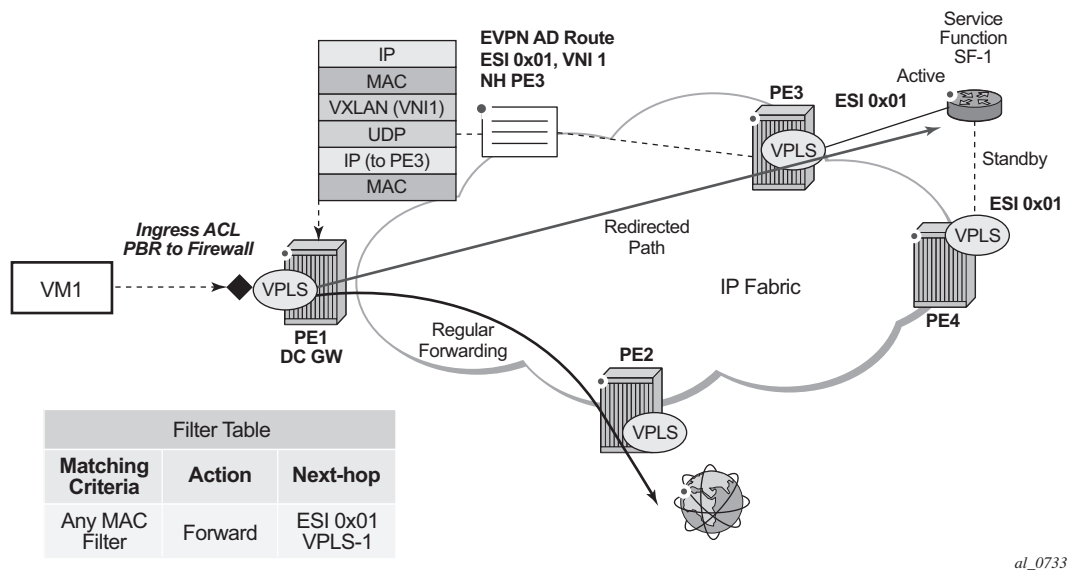 Service
Function
SF-1
EVPN AD Route
ESI 0x01, VNI 1
NH PE3
IP
MAC
VXLAN (VNI1)
UDP
IP (to PE3)
MAC
Active
PE3
ESI 0x01
VPLS
Standby
ESI 0x01
VPLS
PE4
Ingress ACL
PBR to Firewall
Redirected
Path
VM1
VPLS
IP Fabric
PE1
DC GW
Regular
Forwarding
PE2
VPLS
Filter Table
Matching
Criteria
Action
Next-hop
Any MAC
Filter
Forward
ESI 0x01
VPLS-1
al_0733